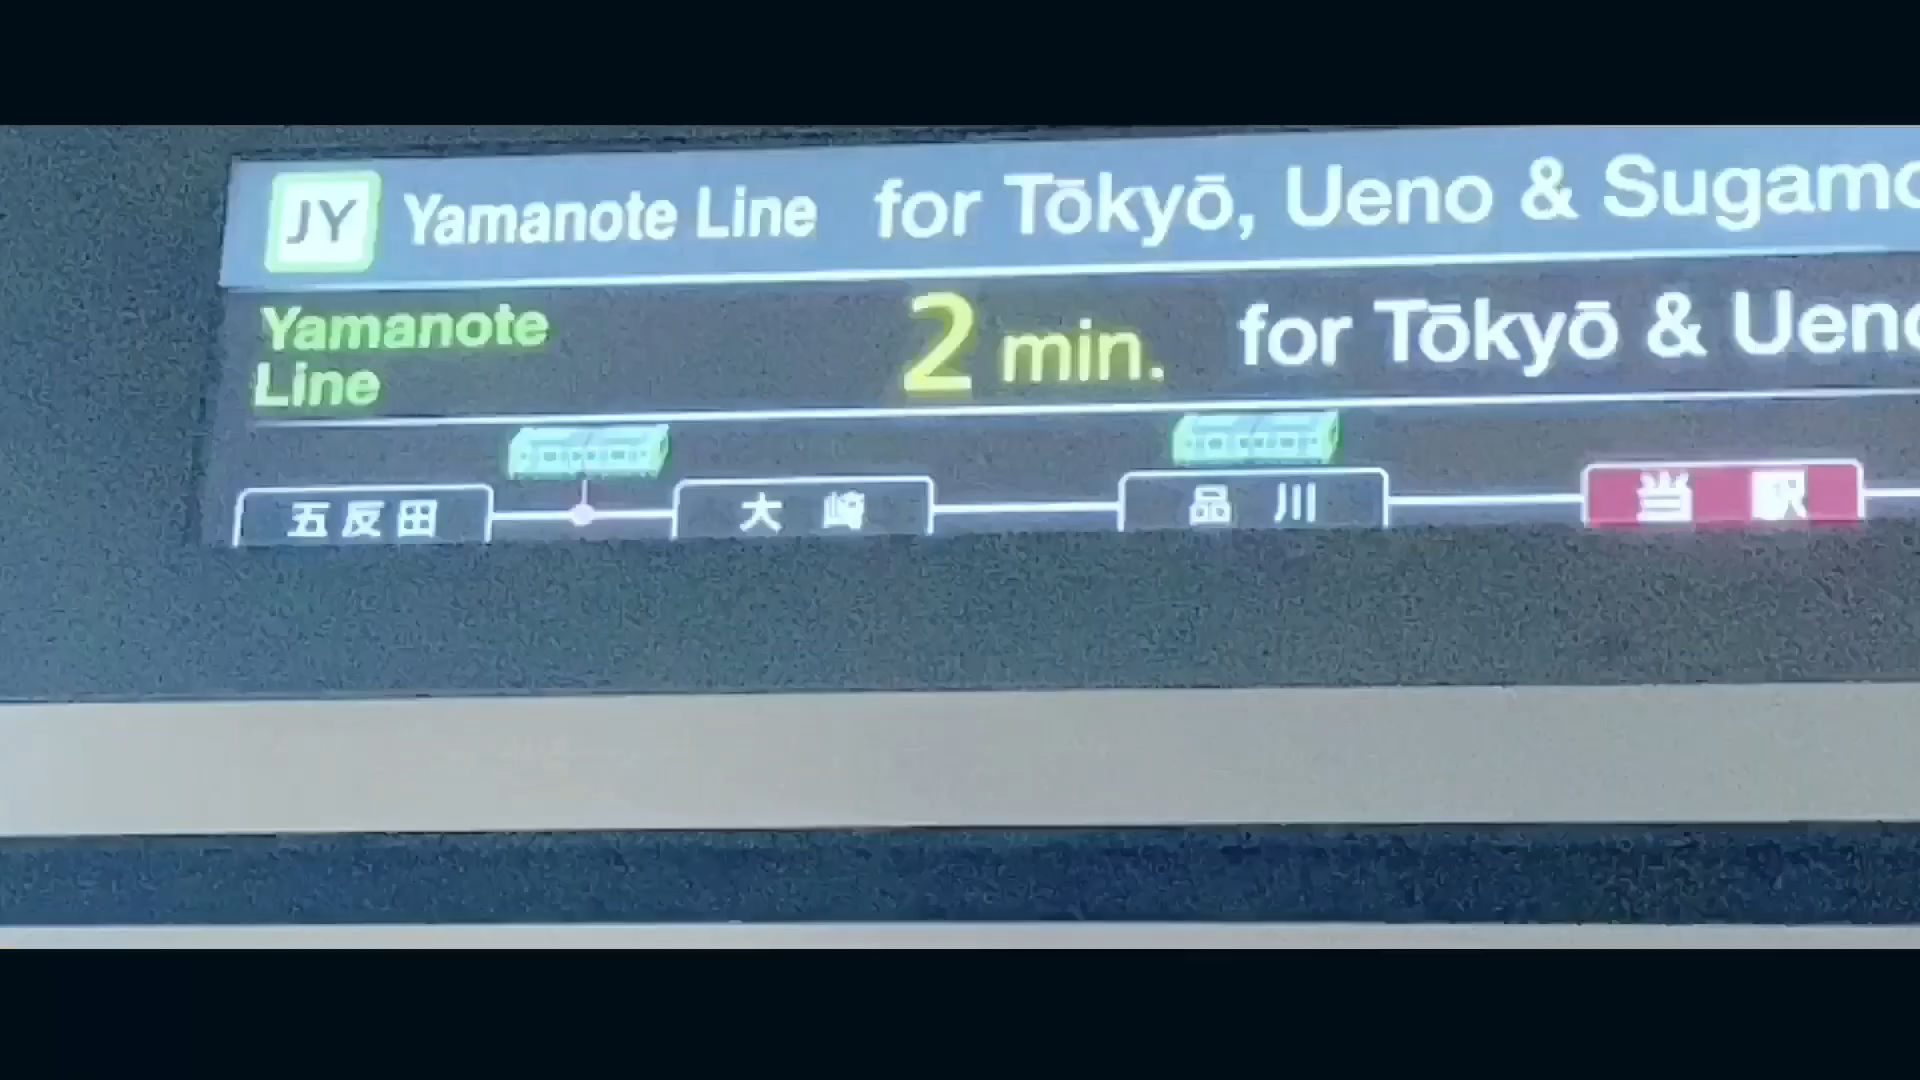 JY Yamanote Line for Tōkyō, Ueno & Sugamo
Yamanote Line 2 min. for Tōkyō & Ueno
五反田 大崎 品川 当駅